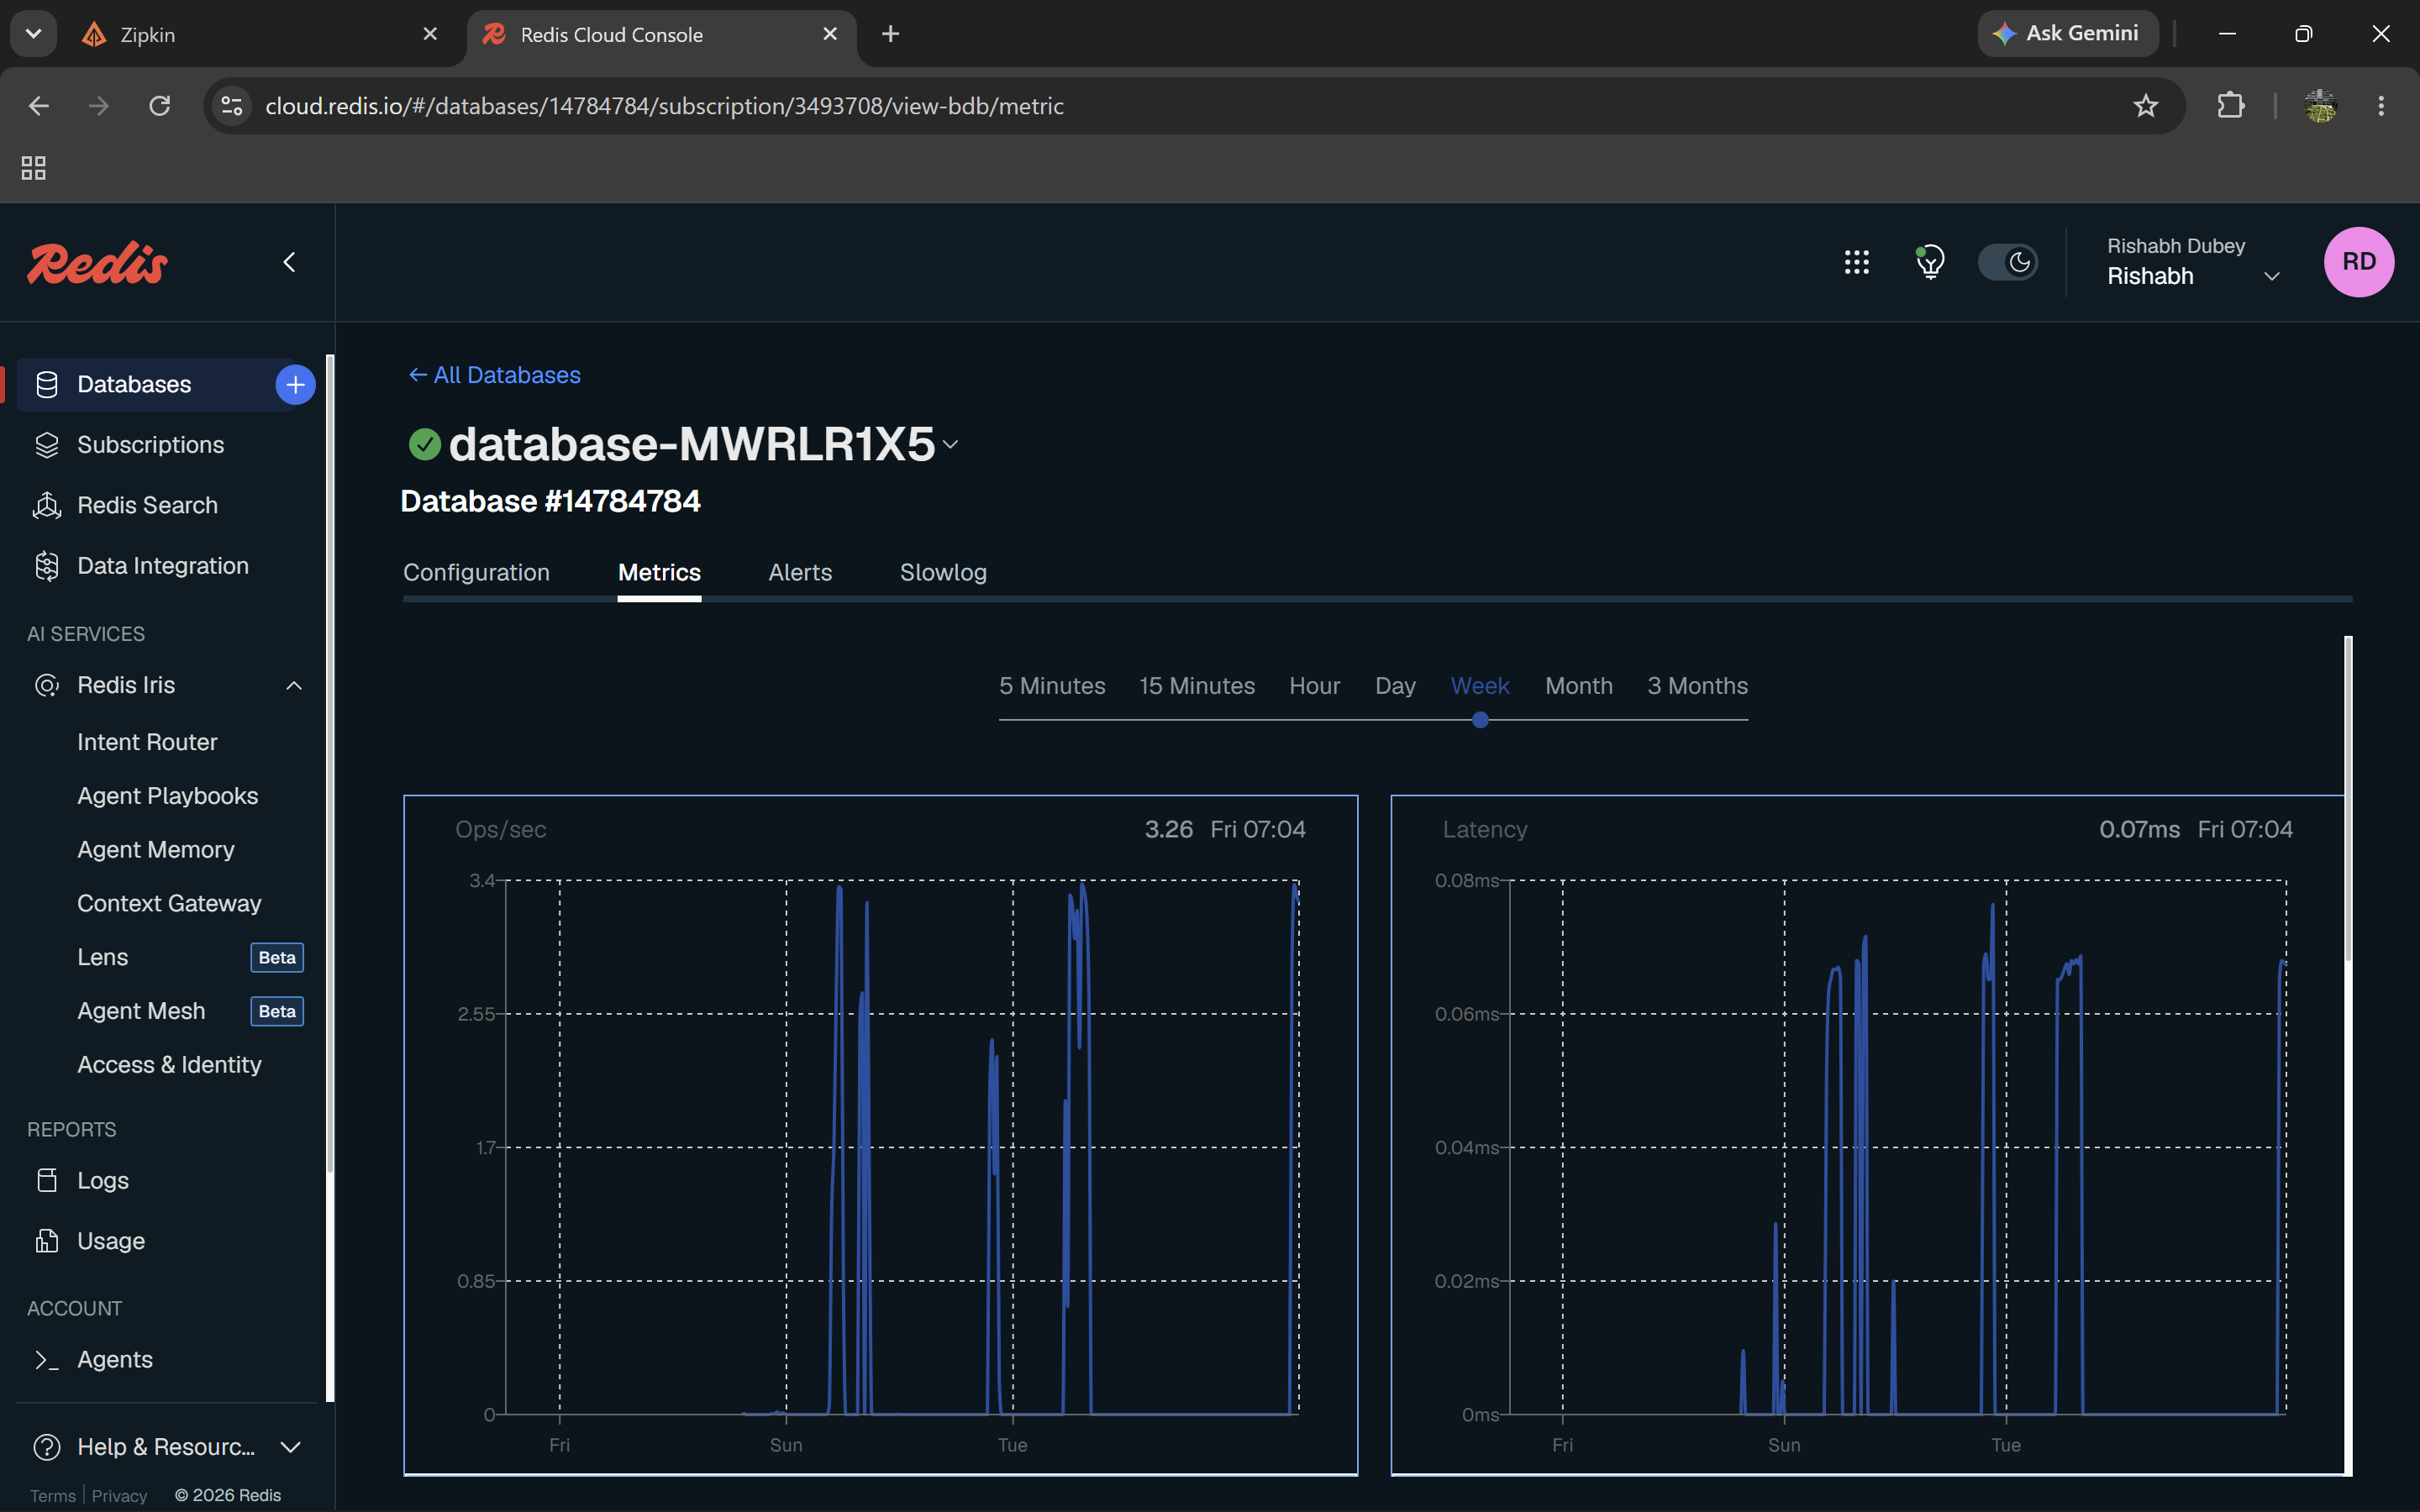 Zipkin
Redis Cloud Console
Ask Gemini
cloud.redis.io/#/databases/14784784/subscription/3493708/view-bdb/metric
Redis
Rishabh Dubey
Rishabh
RD
Databases
Subscriptions
Redis Search
Data Integration
AI SERVICES
Redis Iris
Intent Router
Agent Playbooks
Agent Memory
Context Gateway
Lens Beta
Agent Mesh Beta
Access & Identity
REPORTS
Logs
Usage
ACCOUNT
Agents
Help & Resourc...
Terms Privacy © 2026 Redis
← All Databases
database-MWRLR1X5
Database #14784784
Configuration Metrics Alerts Slowlog
5 Minutes 15 Minutes Hour Day Week Month 3 Months
Ops/sec 3.26 Fri 07:04
3.4
2.55
1.7
0.85
0
Fri Sun Tue
Latency 0.07ms Fri 07:04
0.08ms
0.06ms
0.04ms
0.02ms
0ms
Fri Sun Tue